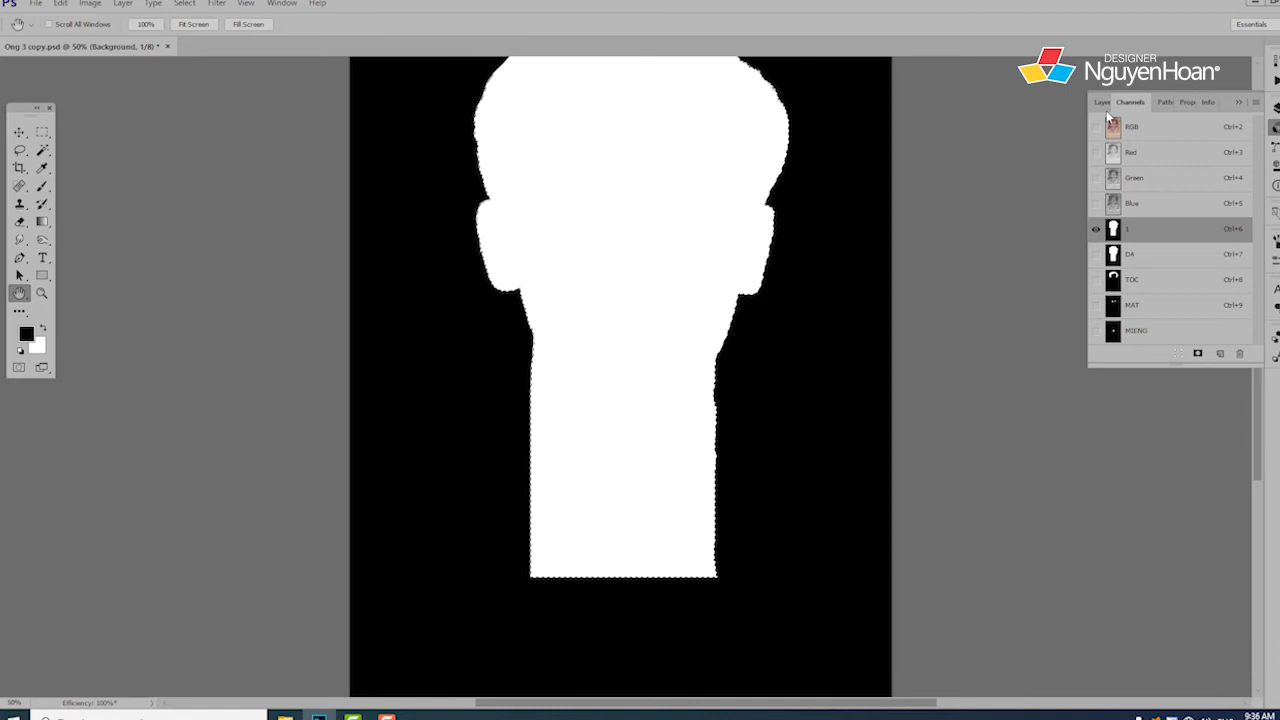 Ps File Edit Image Layer Type Select Filter View Window Help
Scroll All Windows 100% Fit Screen Fill Screen Essentials
Ong 3 copy.psd @ 50% (Background, 1/8) * ×
DESIGNER
NguyenHoan®
Layer Channels Paths Prop Info
RGB Ctrl+2
Red Ctrl+3
Green Ctrl+4
Blue Ctrl+5
1 Ctrl+6
DA Ctrl+7
TOC Ctrl+8
MAT Ctrl+9
MIENG
50% Efficiency: 100%*
9:36 AM